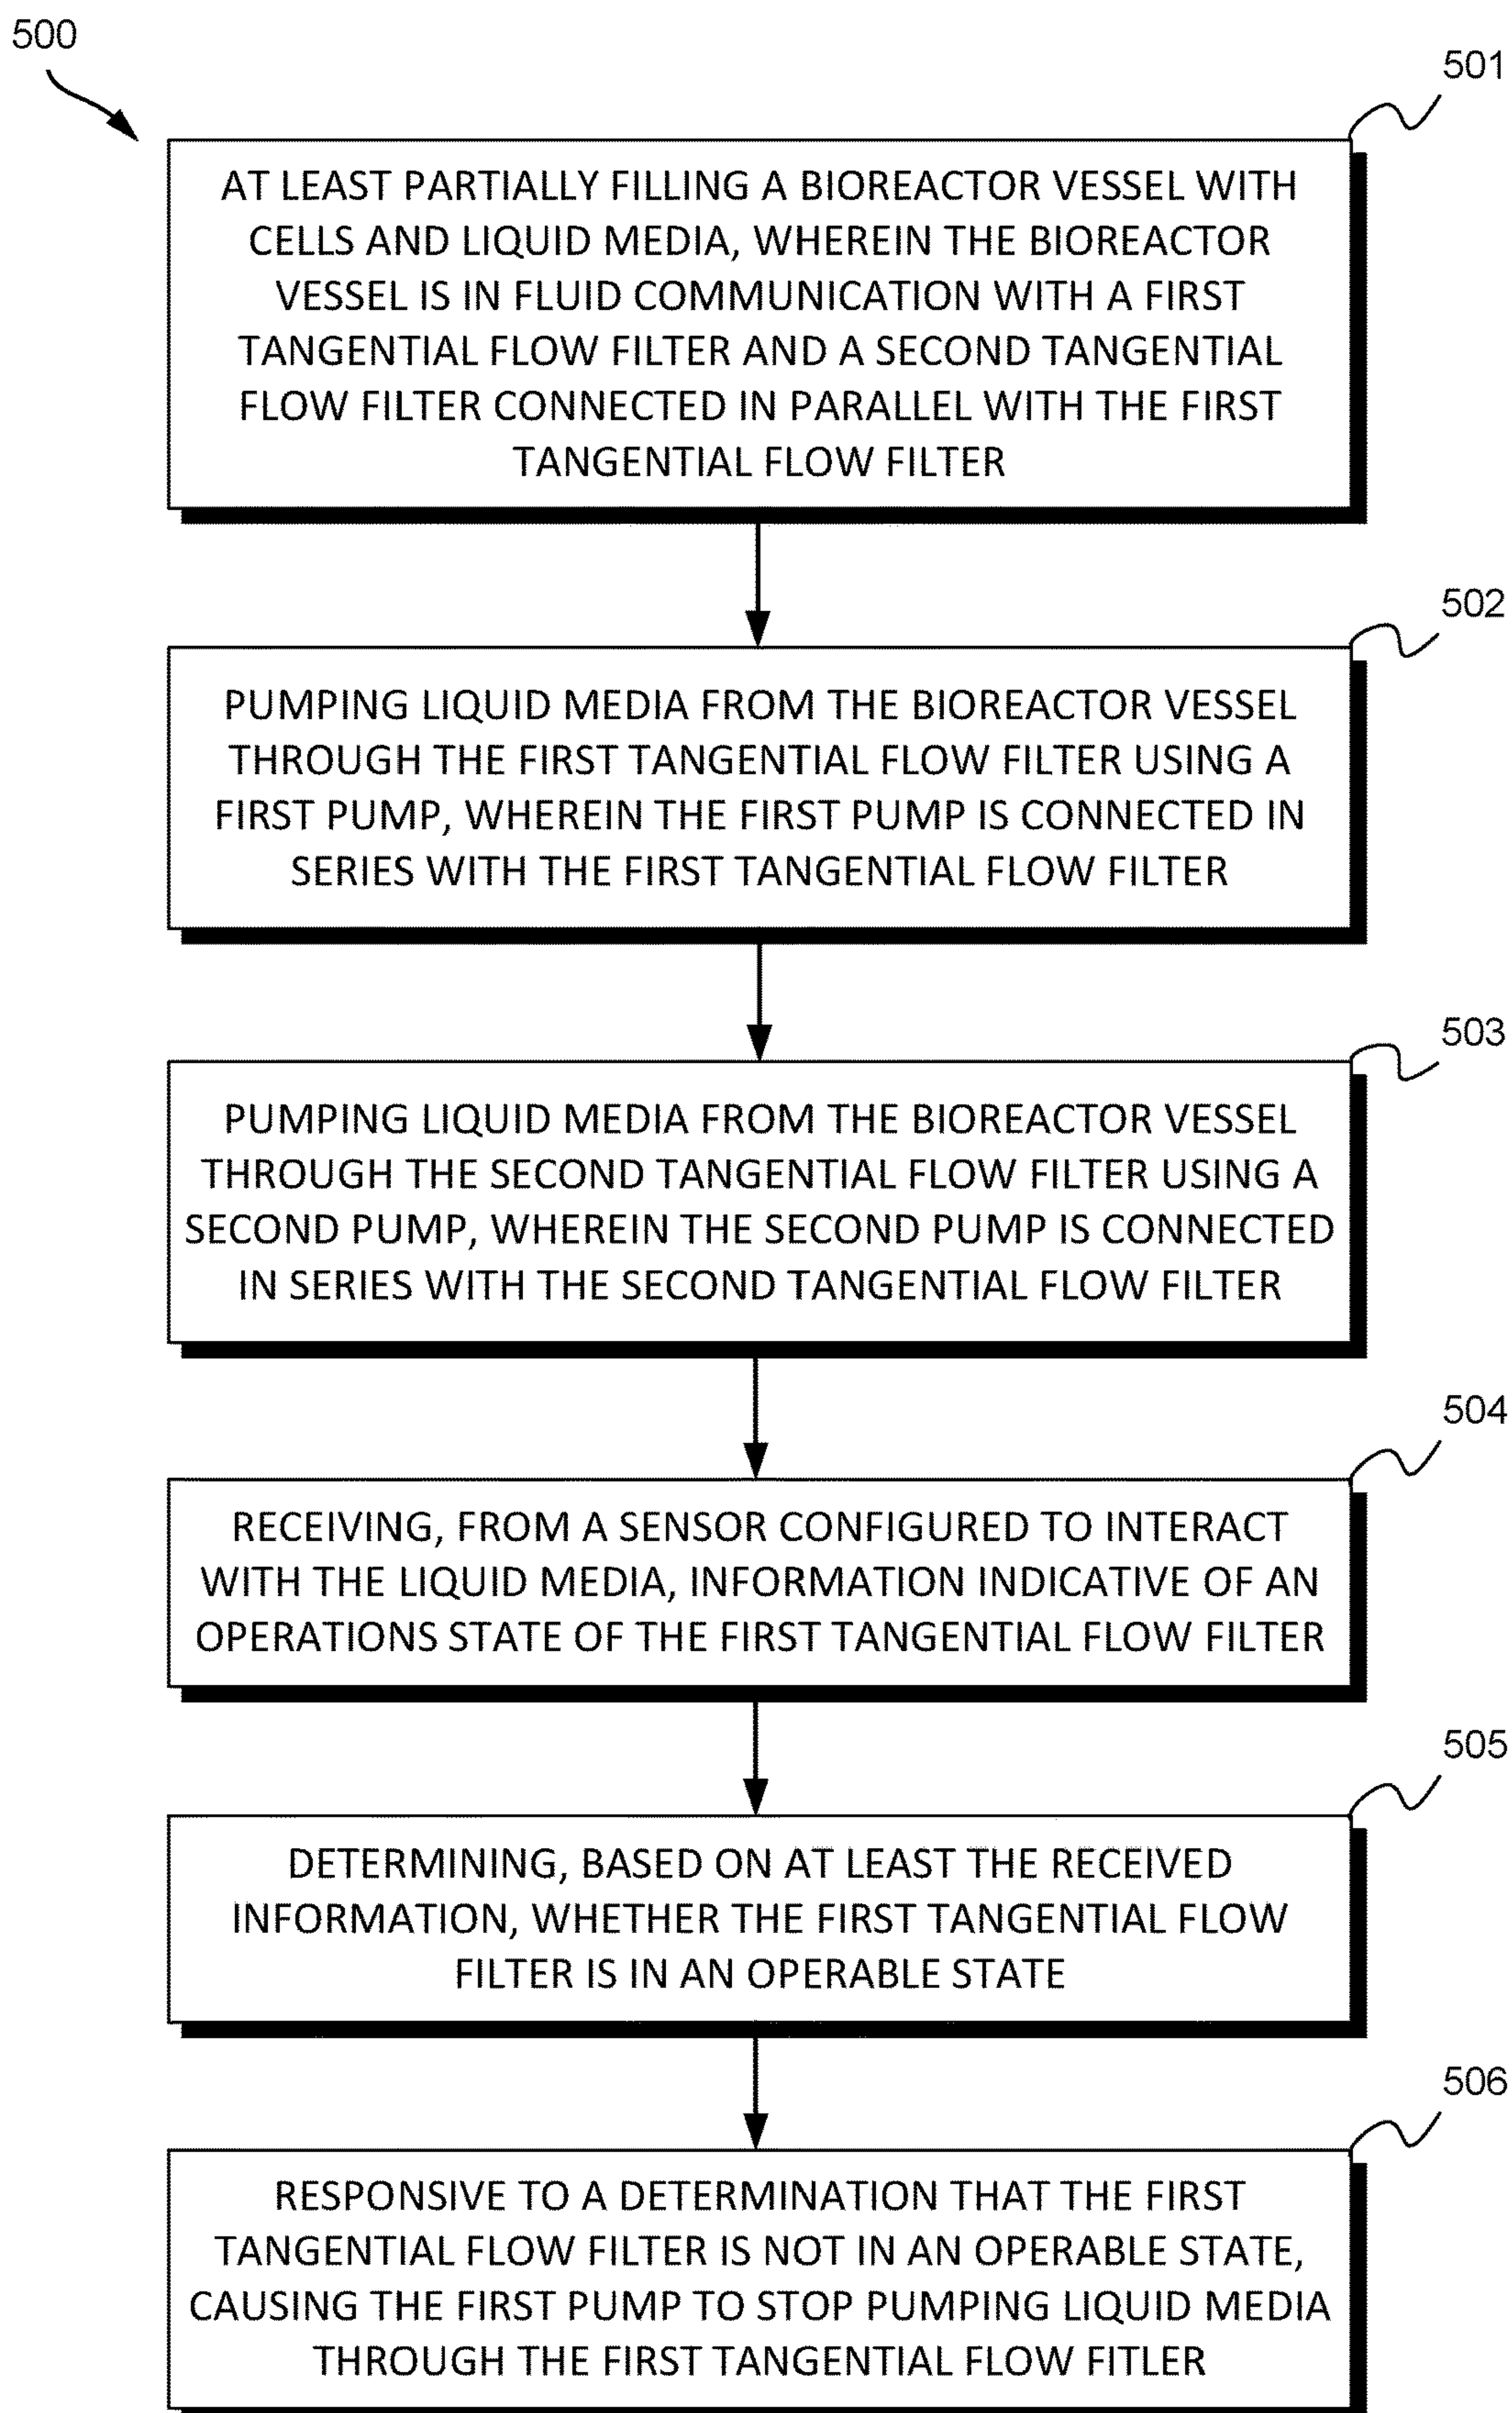 500
501
AT LEAST PARTIALLY FILLING A BIOREACTOR VESSEL WITH
CELLS AND LIQUID MEDIA, WHEREIN THE BIOREACTOR
VESSEL IS IN FLUID COMMUNICATION WITH A FIRST
TANGENTIAL FLOW FILTER AND A SECOND TANGENTIAL
FLOW FILTER CONNECTED IN PARALLEL WITH THE FIRST
TANGENTIAL FLOW FILTER
502
PUMPING LIQUID MEDIA FROM THE BIOREACTOR VESSEL
THROUGH THE FIRST TANGENTIAL FLOW FILTER USING A
FIRST PUMP, WHEREIN THE FIRST PUMP IS CONNECTED IN
SERIES WITH THE FIRST TANGENTIAL FLOW FILTER
503
PUMPING LIQUID MEDIA FROM THE BIOREACTOR VESSEL
THROUGH THE SECOND TANGENTIAL FLOW FILTER USING A
SECOND PUMP, WHEREIN THE SECOND PUMP IS CONNECTED
IN SERIES WITH THE SECOND TANGENTIAL FLOW FILTER
504
RECEIVING, FROM A SENSOR CONFIGURED TO INTERACT
WITH THE LIQUID MEDIA, INFORMATION INDICATIVE OF AN
OPERATIONS STATE OF THE FIRST TANGENTIAL FLOW FILTER
505
DETERMINING, BASED ON AT LEAST THE RECEIVED
INFORMATION, WHETHER THE FIRST TANGENTIAL FLOW
FILTER IS IN AN OPERABLE STATE
506
RESPONSIVE TO A DETERMINATION THAT THE FIRST
TANGENTIAL FLOW FILTER IS NOT IN AN OPERABLE STATE,
CAUSING THE FIRST PUMP TO STOP PUMPING LIQUID MEDIA
THROUGH THE FIRST TANGENTIAL FLOW FITLER